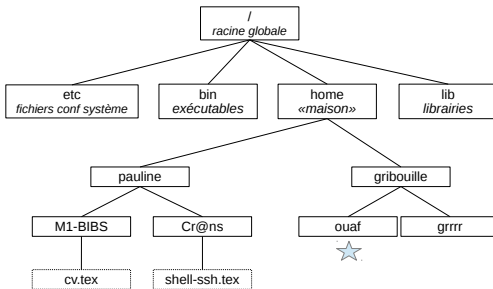 /
racine globale
etc
fichiers conf système
bin
exécutables
home
«maison»
lib
librairies
pauline
gribouille
M1-BIBS
Cr@ns
ouaf
grrrr
cv.tex
shell-ssh.tex